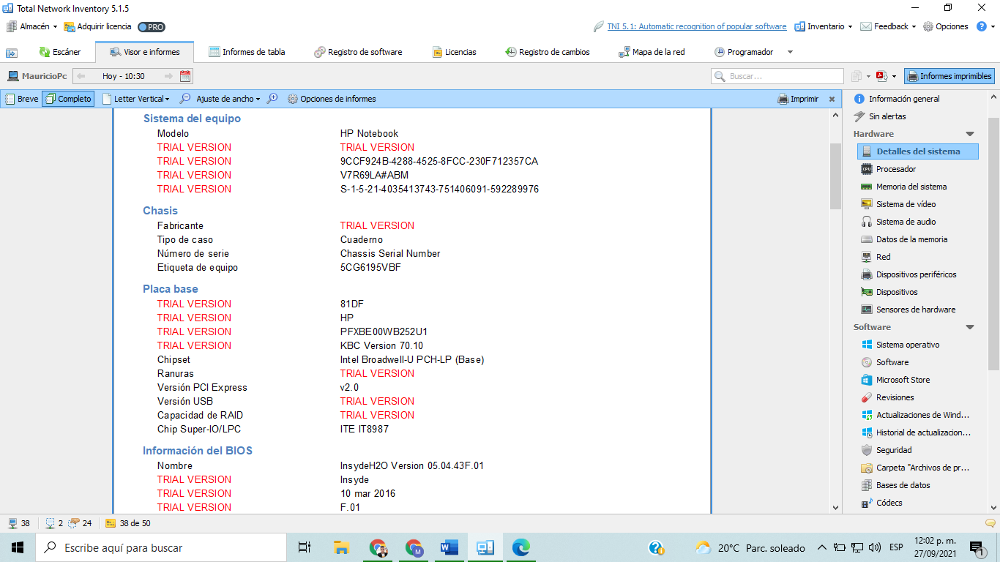 Total Network Inventory 5.1.5
Almacén Adquirir licencia PRO TNI 5.1: Automatic recognition of popular software Inventario Feedback Opciones
Escáner Visor e informes Informes de tabla Registro de software Licencias Registro de cambios Mapa de la red Programador
MauricioPc Hoy - 10:30 Buscar... Informes imprimibles
Breve Completo Letter Vertical Ajuste de ancho Opciones de informes Imprimir
Sistema del equipo
Modelo HP Notebook
TRIAL VERSION TRIAL VERSION
TRIAL VERSION 9CCF924B-4288-4525-8FCC-230F712357CA
TRIAL VERSION V7R69LA#ABM
TRIAL VERSION S-1-5-21-4035413743-751406091-592289976
Chasis
Fabricante TRIAL VERSION
Tipo de caso Cuaderno
Número de serie Chassis Serial Number
Etiqueta de equipo 5CG6195VBF
Placa base
TRIAL VERSION 81DF
TRIAL VERSION HP
TRIAL VERSION PFXBE00WB252U1
TRIAL VERSION KBC Version 70.10
Chipset Intel Broadwell-U PCH-LP (Base)
Ranuras TRIAL VERSION
Versión PCI Express v2.0
Versión USB TRIAL VERSION
Capacidad de RAID TRIAL VERSION
Chip Super-IO/LPC ITE IT8987
Información del BIOS
Nombre InsydeH2O Version 05.04.43F.01
TRIAL VERSION Insyde
TRIAL VERSION 10 mar 2016
TRIAL VERSION F.01
Información general
Sin alertas
Hardware
Detalles del sistema
Procesador
Memoria del sistema
Sistema de vídeo
Sistema de audio
Datos de la memoria
Red
Dispositivos periféricos
Dispositivos
Sensores de hardware
Software
Sistema operativo
Software
Microsoft Store
Revisiones
Actualizaciones de Wind...
Historial de actualizacion...
Seguridad
Carpeta "Archivos de pr...
Bases de datos
Códecs
38 2 24 38 de 50
Escribe aquí para buscar 20°C Parc. soleado ESP 12:02 p. m.
27/09/2021 1